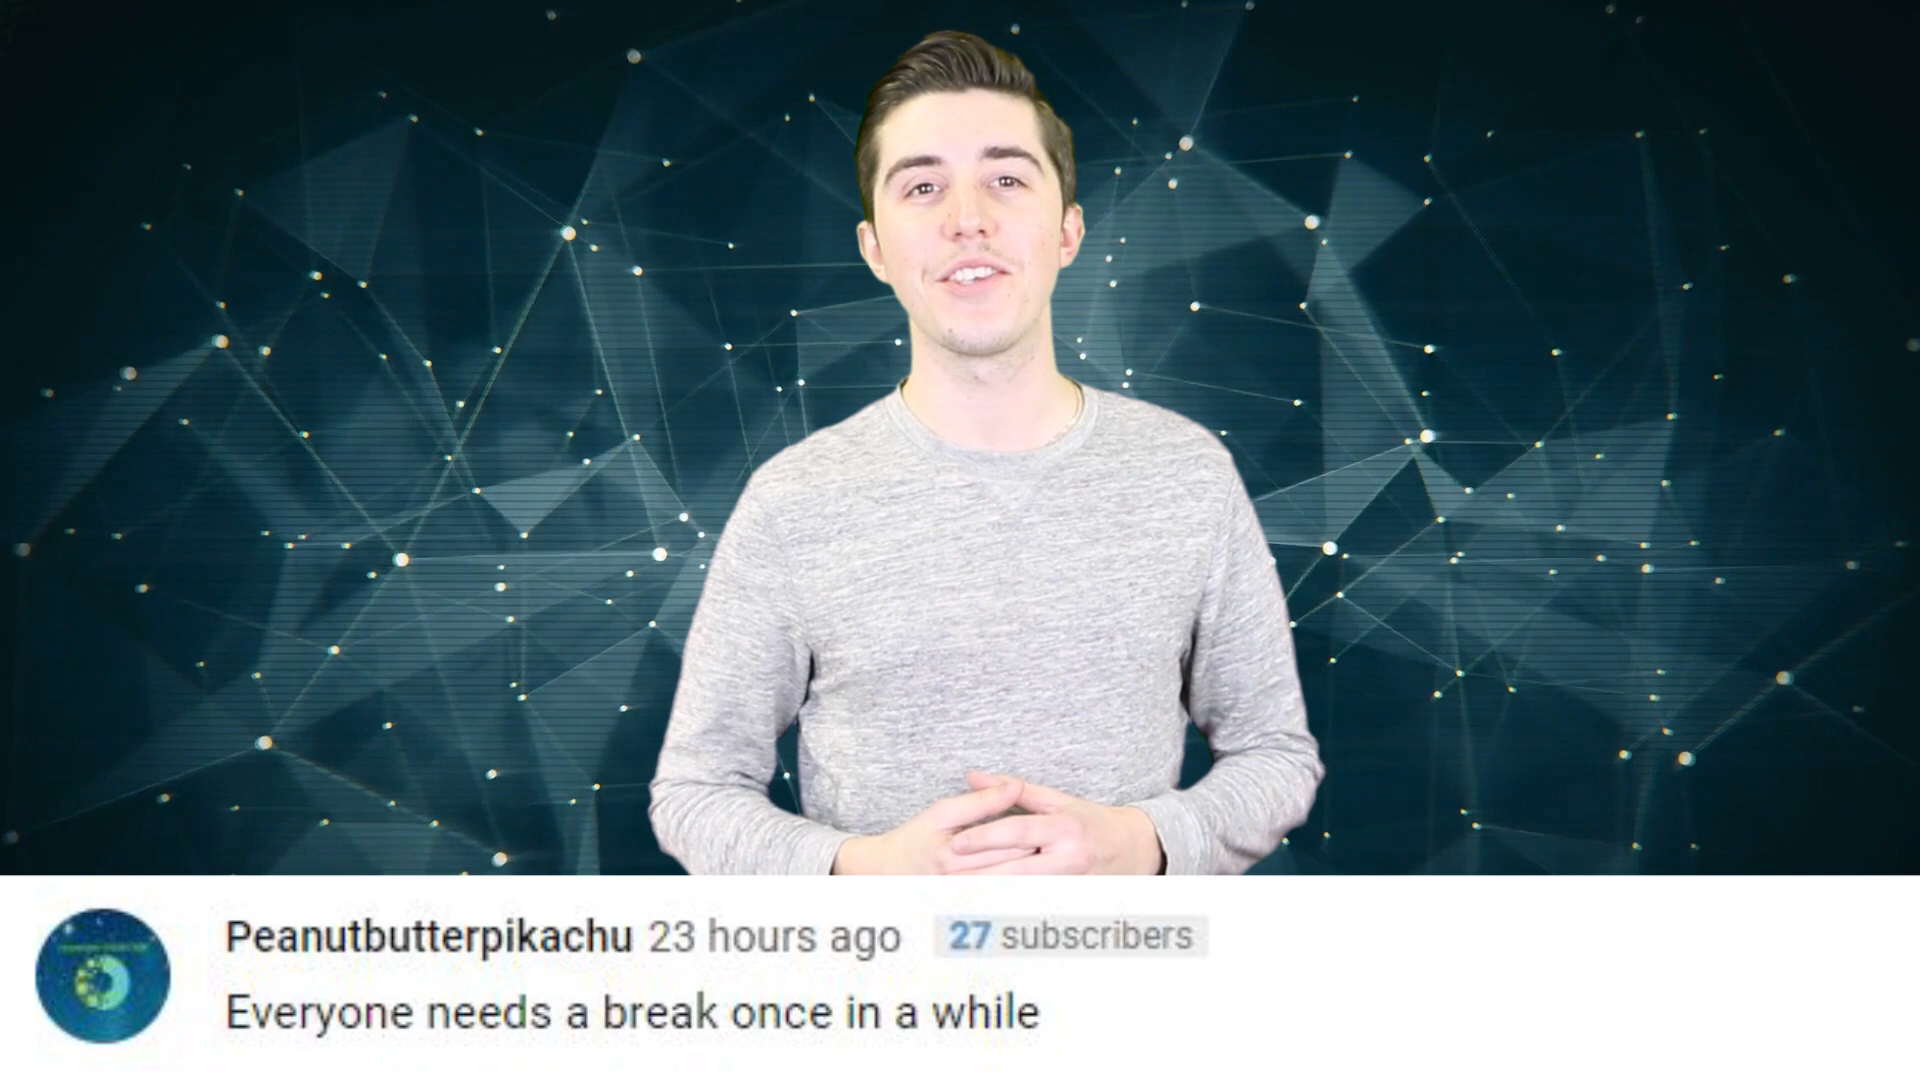 Peanutbutterpikachu 23 hours ago 27 subscribers
Everyone needs a break once in a while